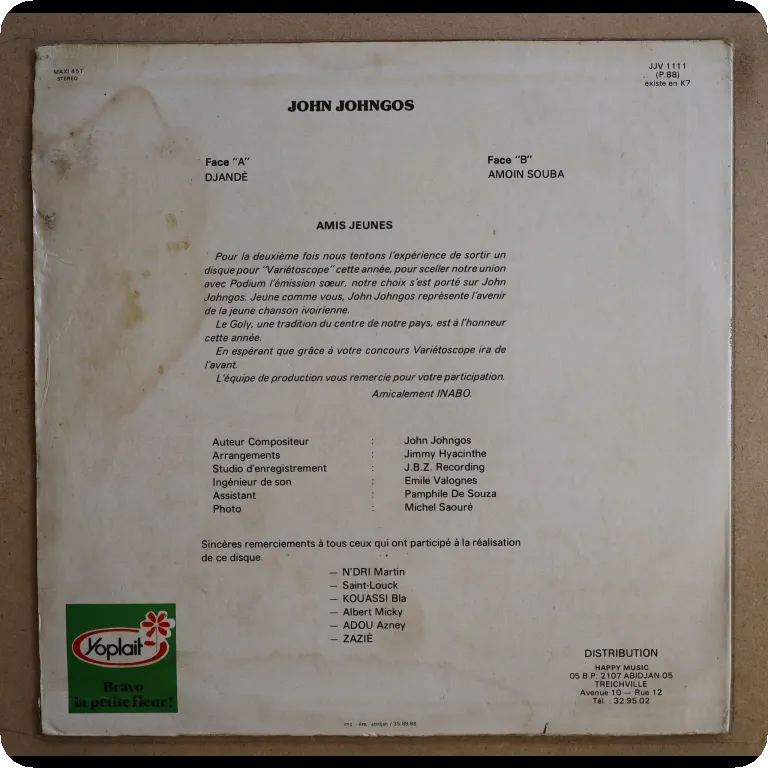 MAXI 45T
STEREO
JJV 1111
(P.88)
existe en K7
JOHN JOHNGOS
Face "A"
DJANDÈ
Face "B"
AMOIN SOUBA
AMIS JEUNES
Pour la deuxième fois nous tentons l'expérience de sortir un
disque pour "Variétoscope" cette année, pour sceller notre union
avec Podium l'émission sœur, notre choix s'est porté sur John
Johngos. Jeune comme vous, John Johngos représente l'avenir
de la jeune chanson ivoirienne.
Le Goly, une tradition du centre de notre pays, est à l'honneur
cette année.
En espérant que grâce à votre concours Variétoscope ira de
l'avant.
L'équipe de production vous remercie pour votre participation.
Amicalement INABO.
Auteur Compositeur : John Johngos
Arrangements : Jimmy Hyacinthe
Studio d'enregistrement : J.B.Z. Recording
Ingénieur de son : Emile Valognes
Assistant : Pamphile De Souza
Photo : Michel Saouré
Sincères remerciements à tous ceux qui ont participé à la réalisation
de ce disque.
— N'DRI Martin
— Saint-Louck
— KOUASSI Bla
— Albert Micky
— ADOU Azney
— ZAZIÈ
Yoplait
Bravo
la petite fleur!
DISTRIBUTION
HAPPY MUSIC
05 B.P. 2107 ABIDJAN 05
TREICHVILLE
Avenue 10 — Rue 12
Tél. : 32.95.02